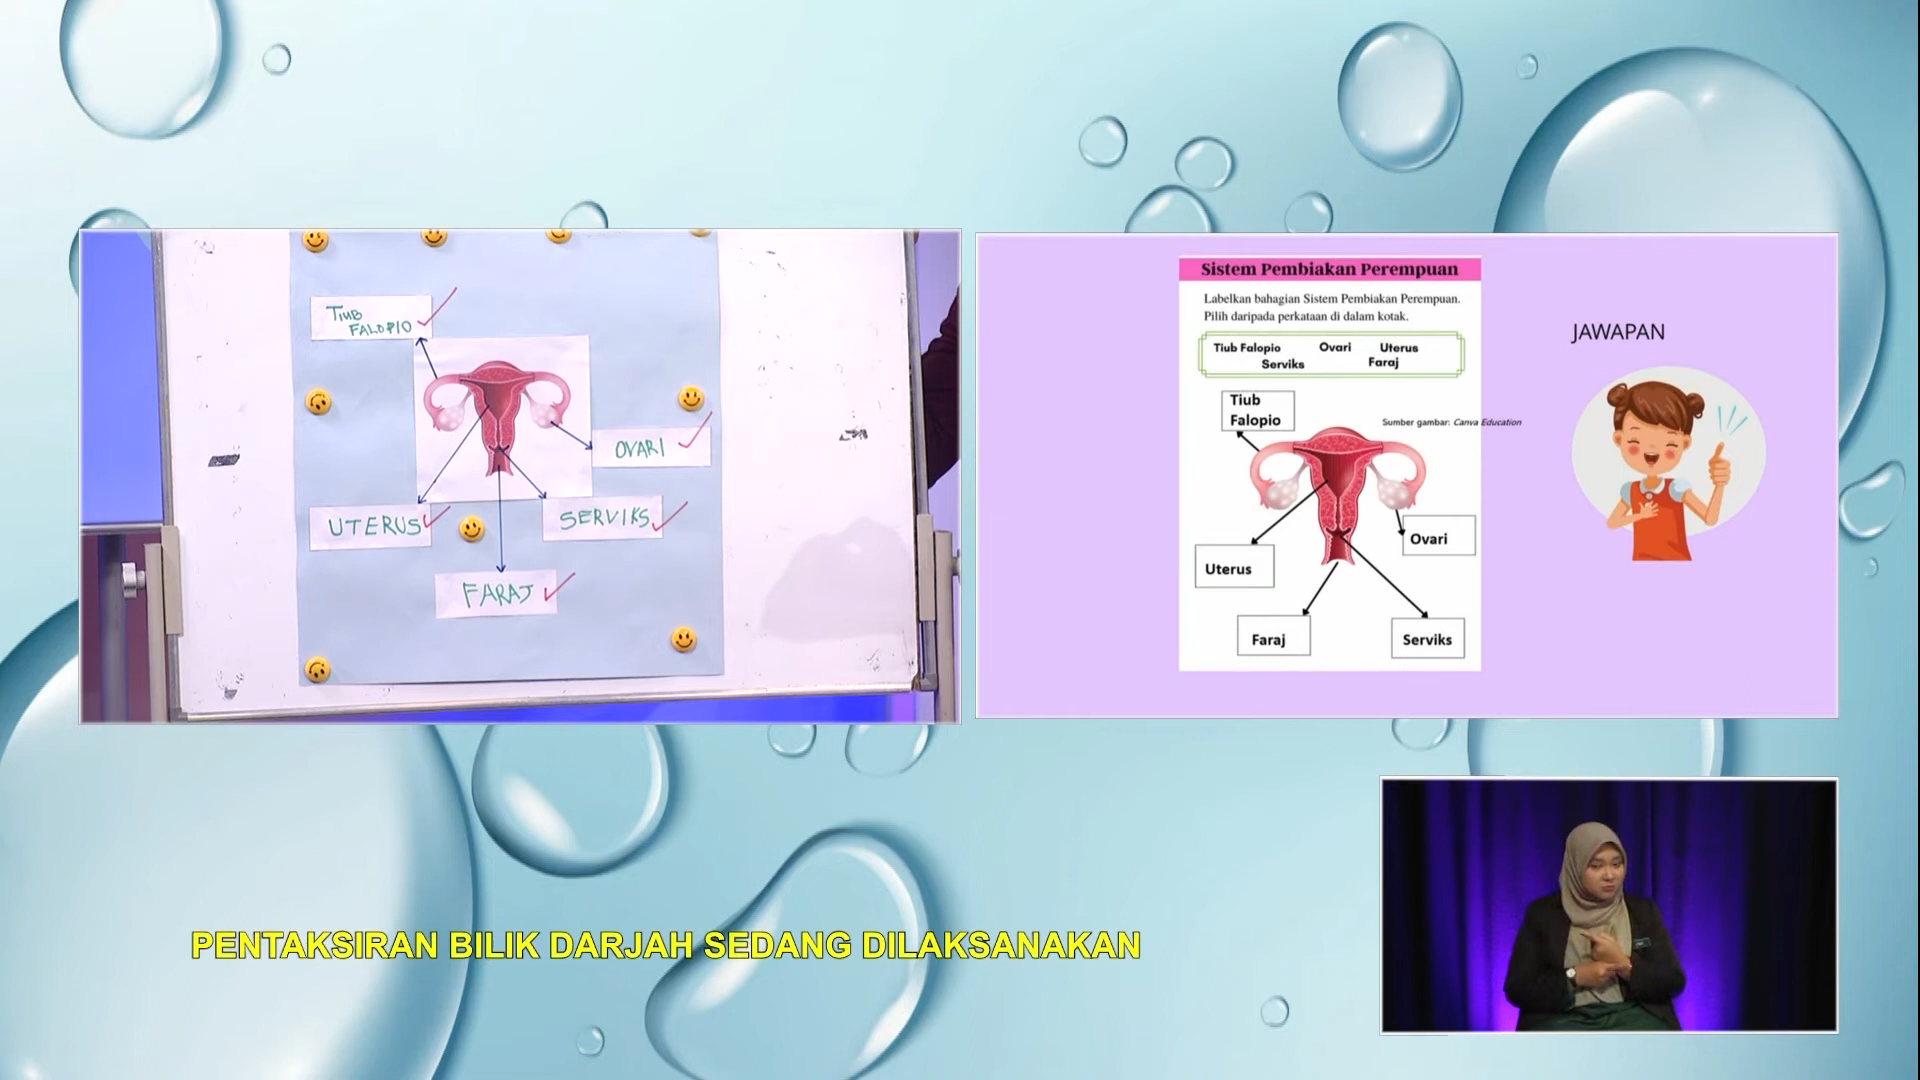 TIUB
FALOPIO
OVARI
UTERUS
SERVIKS
FARAJ
Sistem Pembiakan Perempuan
Labelkan bahagian Sistem Pembiakan Perempuan.
Pilih daripada perkataan di dalam kotak.
Tiub Falopio Ovari Uterus
Serviks Faraj
Tiub
Falopio
Sumber gambar: Canva Education
Ovari
Uterus
Faraj
Serviks
JAWAPAN
PENTAKSIRAN BILIK DARJAH SEDANG DILAKSANAKAN